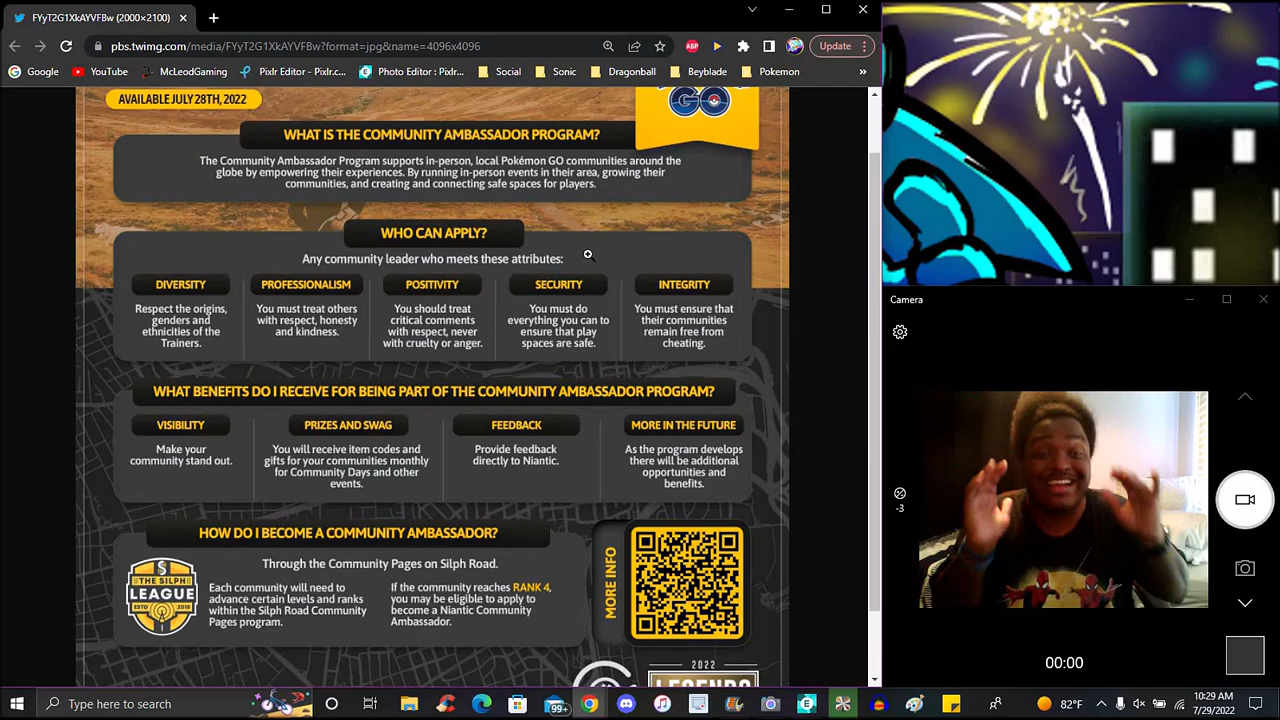 FYyT2G1XkAYVFBw (2000×2100)
pbs.twimg.com/media/FYyT2G1XkAYVFBw?format=jpg&name=4096x4096
ABP
Update
Google
YouTube
McLeodGaming
Pixlr Editor - Pixlr.c...
Photo Editor : Pixlr...
Social
Sonic
Dragonball
Beyblade
Pokemon
»
AVAILABLE JULY 28TH, 2022
GO
WHAT IS THE COMMUNITY AMBASSADOR PROGRAM?
The Community Ambassador Program supports in-person, local Pokémon GO communities around the
globe by empowering their experiences. By running in-person events in their area, growing their
communities, and creating and connecting safe spaces for players.
WHO CAN APPLY?
Any community leader who meets these attributes:
DIVERSITY
Respect the origins,
genders and
ethnicities of the
Trainers.
PROFESSIONALISM
You must treat others
with respect, honesty
and kindness.
POSITIVITY
You should treat
critical comments
with respect, never
with cruelty or anger.
SECURITY
You must do
everything you can to
ensure that play
spaces are safe.
INTEGRITY
You must ensure that
their communities
remain free from
cheating.
WHAT BENEFITS DO I RECEIVE FOR BEING PART OF THE COMMUNITY AMBASSADOR PROGRAM?
VISIBILITY
Make your
community stand out.
PRIZES AND SWAG
You will receive item codes and
gifts for your communities monthly
for Community Days and other
events.
FEEDBACK
Provide feedback
directly to Niantic.
MORE IN THE FUTURE
As the program develops
there will be additional
opportunities and
benefits.
HOW DO I BECOME A COMMUNITY AMBASSADOR?
Through the Community Pages on Silph Road.
THE SILPH
LEAGUE
ESTD 2018
Each community will need to
advance certain levels and ranks
within the Silph Road Community
Pages program.
If the community reaches RANK 4,
you may be eligible to apply to
become a Niantic Community
Ambassador.
MORE INFO
2022
LEGENDS
Camera
-3
00:00
Type here to search
99+
82°F
10:29 AM
7/29/2022